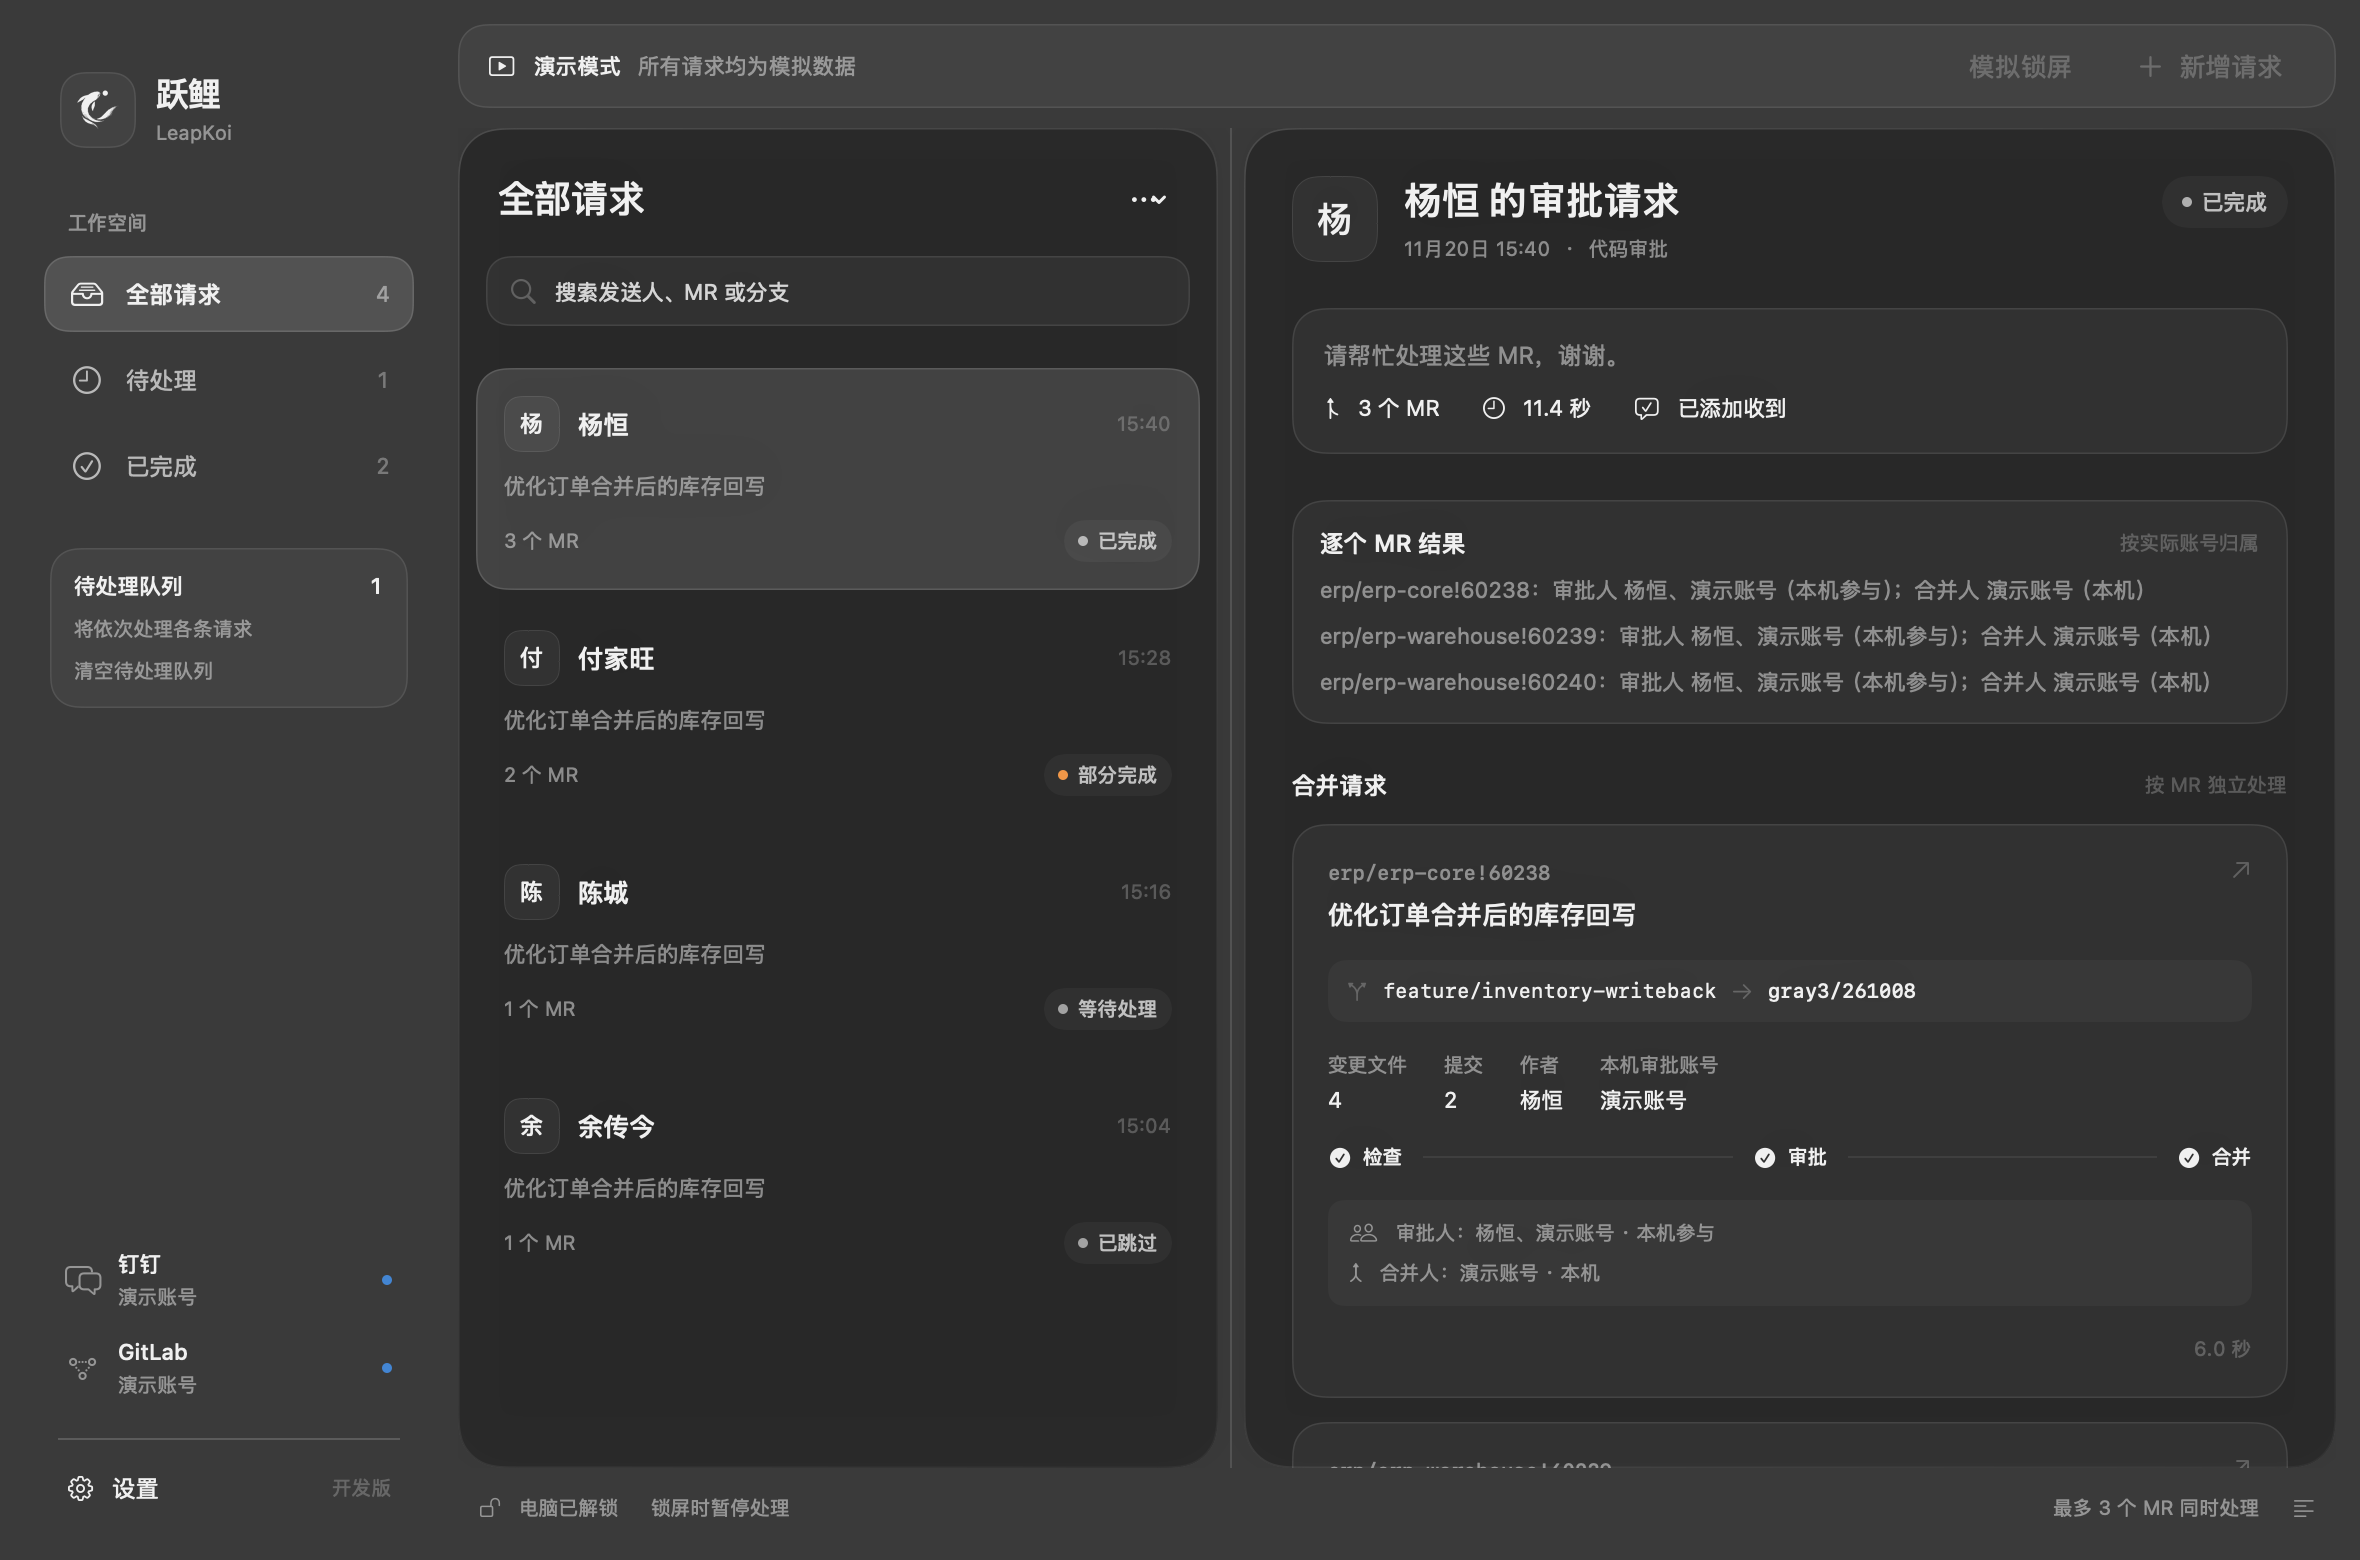 跃鲤
LeapKoi
工作空间
全部请求 4
待处理 1
已完成 2
待处理队列 1
将依次处理各条请求
清空待处理队列
钉钉
演示账号
GitLab
演示账号
设置 开发版
演示模式 所有请求均为模拟数据 模拟锁屏 新增请求
全部请求
搜索发送人、MR 或分支
杨 杨恒 15:40
优化订单合并后的库存回写
3 个 MR 已完成
付 付家旺 15:28
优化订单合并后的库存回写
2 个 MR 部分完成
陈 陈城 15:16
优化订单合并后的库存回写
1 个 MR 等待处理
余 余传今 15:04
优化订单合并后的库存回写
1 个 MR 已跳过
杨 杨恒 的审批请求 已完成
11月20日 15:40 · 代码审批
请帮忙处理这些 MR，谢谢。
3 个 MR 11.4 秒 已添加收到
逐个 MR 结果 按实际账号归属
erp/erp-core!60238：审批人 杨恒、演示账号（本机参与）；合并人 演示账号（本机）
erp/erp-warehouse!60239：审批人 杨恒、演示账号（本机参与）；合并人 演示账号（本机）
erp/erp-warehouse!60240：审批人 杨恒、演示账号（本机参与）；合并人 演示账号（本机）
合并请求 按 MR 独立处理
erp/erp-core!60238
优化订单合并后的库存回写
feature/inventory-writeback → gray3/261008
变更文件 提交 作者 本机审批账号
4 2 杨恒 演示账号
检查 审批 合并
审批人：杨恒、演示账号 · 本机参与
合并人：演示账号 · 本机
6.0 秒
电脑已解锁 锁屏时暂停处理 最多 3 个 MR 同时处理